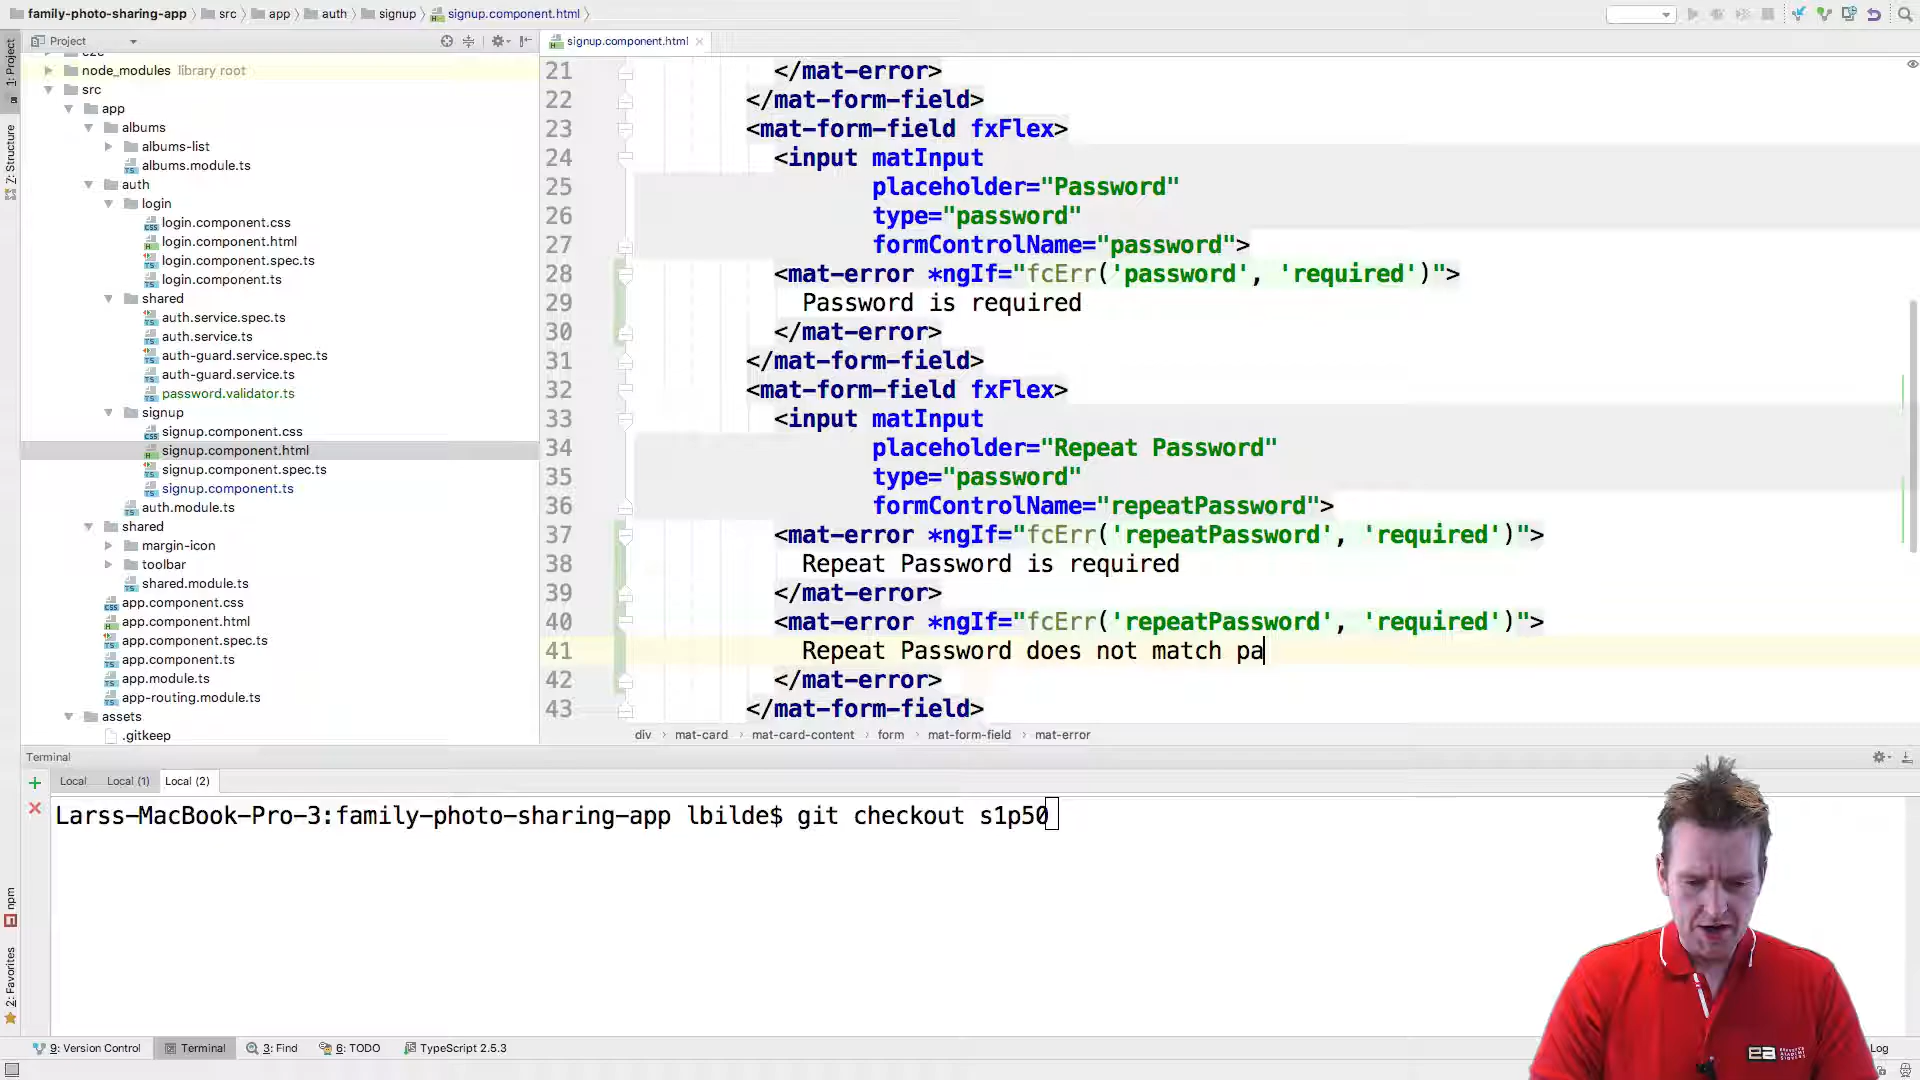 family-photo-sharing-app src app auth signup signup.component.html
Project
signup.component.html
node_modules library root
src
app
albums
albums-list
albums.module.ts
auth
login
login.component.css
login.component.html
login.component.spec.ts
login.component.ts
shared
auth.service.spec.ts
auth.service.ts
auth-guard.service.spec.ts
auth-guard.service.ts
password.validator.ts
signup
signup.component.css
signup.component.html
signup.component.spec.ts
signup.component.ts
auth.module.ts
shared
margin-icon
toolbar
shared.module.ts
app.component.css
app.component.html
app.component.spec.ts
app.component.ts
app.module.ts
app-routing.module.ts
assets
.gitkeep
1: Project
7: Structure
npm
2: Favorites
21 </mat-error>
22 </mat-form-field>
23 <mat-form-field fxFlex>
24 <input matInput
25 placeholder="Password"
26 type="password"
27 formControlName="password">
28 <mat-error *ngIf="fcErr('password', 'required')">
29 Password is required
30 </mat-error>
31 </mat-form-field>
32 <mat-form-field fxFlex>
33 <input matInput
34 placeholder="Repeat Password"
35 type="password"
36 formControlName="repeatPassword">
37 <mat-error *ngIf="fcErr('repeatPassword', 'required')">
38 Repeat Password is required
39 </mat-error>
40 <mat-error *ngIf="fcErr('repeatPassword', 'required')">
41 Repeat Password does not match pa
42 </mat-error>
43 </mat-form-field>
div mat-card mat-card-content form mat-form-field mat-error
Terminal
Local Local (1) Local (2)
Larss-MacBook-Pro-3:family-photo-sharing-app lbilde$ git checkout s1p50
9: Version Control Terminal 3: Find 6: TODO TypeScript 2.5.3
Log
ea